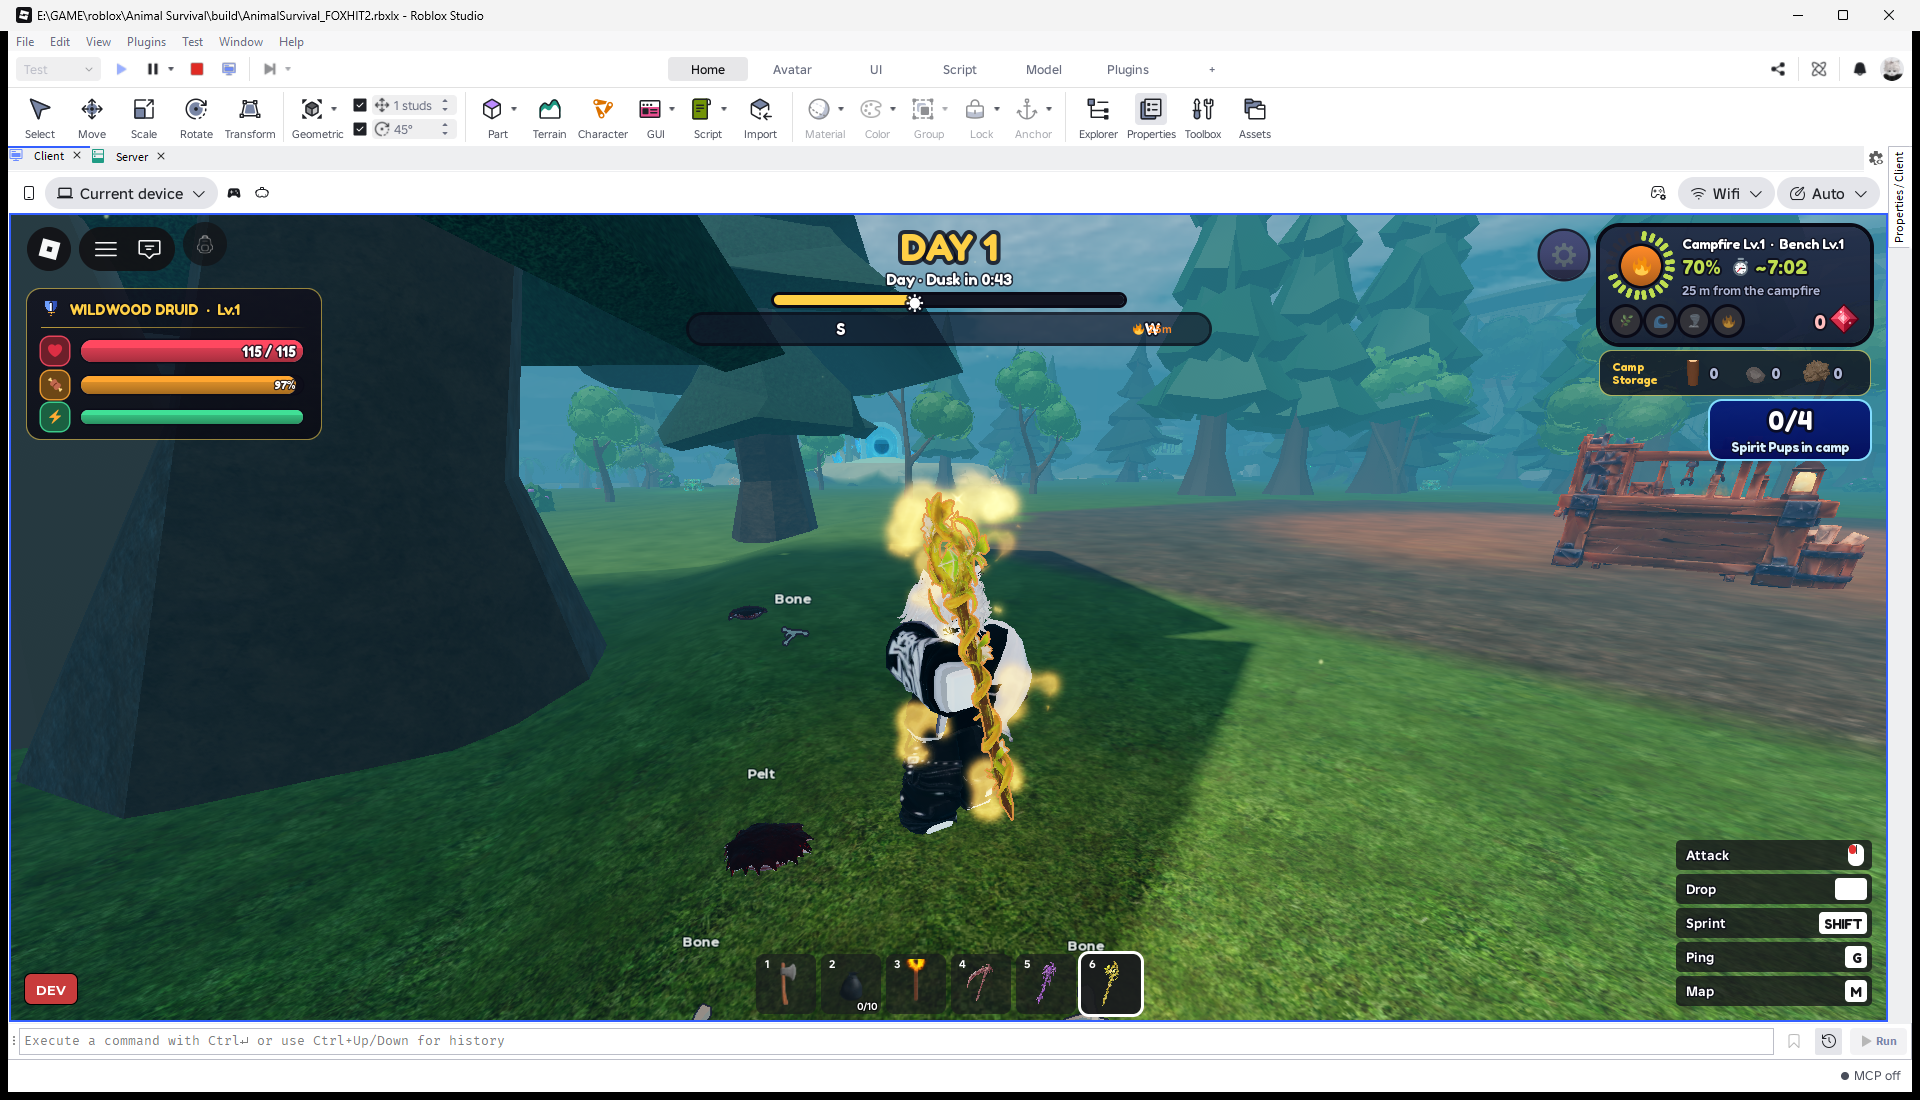 E:\GAME\roblox\Animal Survival\build\AnimalSurvival_FOXHIT2.rbxlx - Roblox Studio
File Edit View Plugins Test Window Help
Test
Home Avatar UI Script Model Plugins +
1 studs
45°
Select Move Scale Rotate Transform Geometric Part Terrain Character GUI Script Import Material Color Group Lock Anchor Explorer Properties Toolbox Assets
Client Server
Current device
Wifi
Auto
Properties / Client
DAY 1
Day · Dusk in 0:43
S
W
WILDWOOD DRUID · Lv.1
115 / 115
97%
Campfire Lv.1 · Bench Lv.1
70% ~7:02
25 m from the campfire
0
Camp Storage
0 0 0
0/4
Spirit Pups in camp
Bone
Pelt
Bone
Bone
Attack
Drop
Sprint SHIFT
Ping G
Map M
1 2 3 4 5 6
0/10
DEV
Execute a command with Ctrl↵ or use Ctrl+Up/Down for history
Run
MCP off